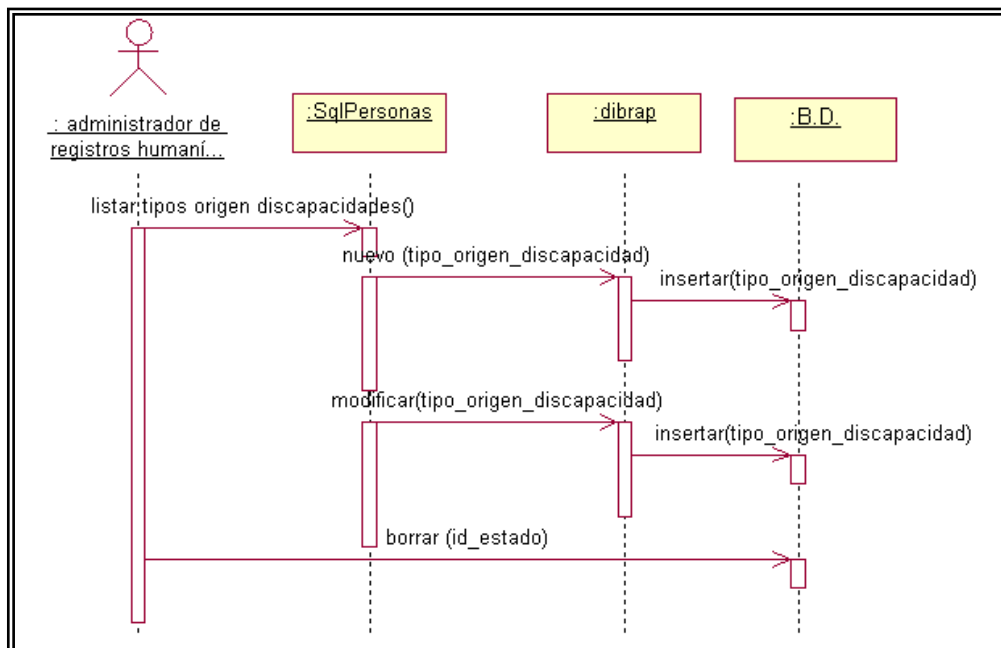 : administrador de
registros humaní...
:SqlPersonas
:dibrap
:B.D.
listar tipos origen discapacidades()
nuevo (tipo_origen_discapacidad)
insertar(tipo_origen_discapacidad)
modificar(tipo_origen_discapacidad)
insertar(tipo_origen_discapacidad)
borrar (id_estado)